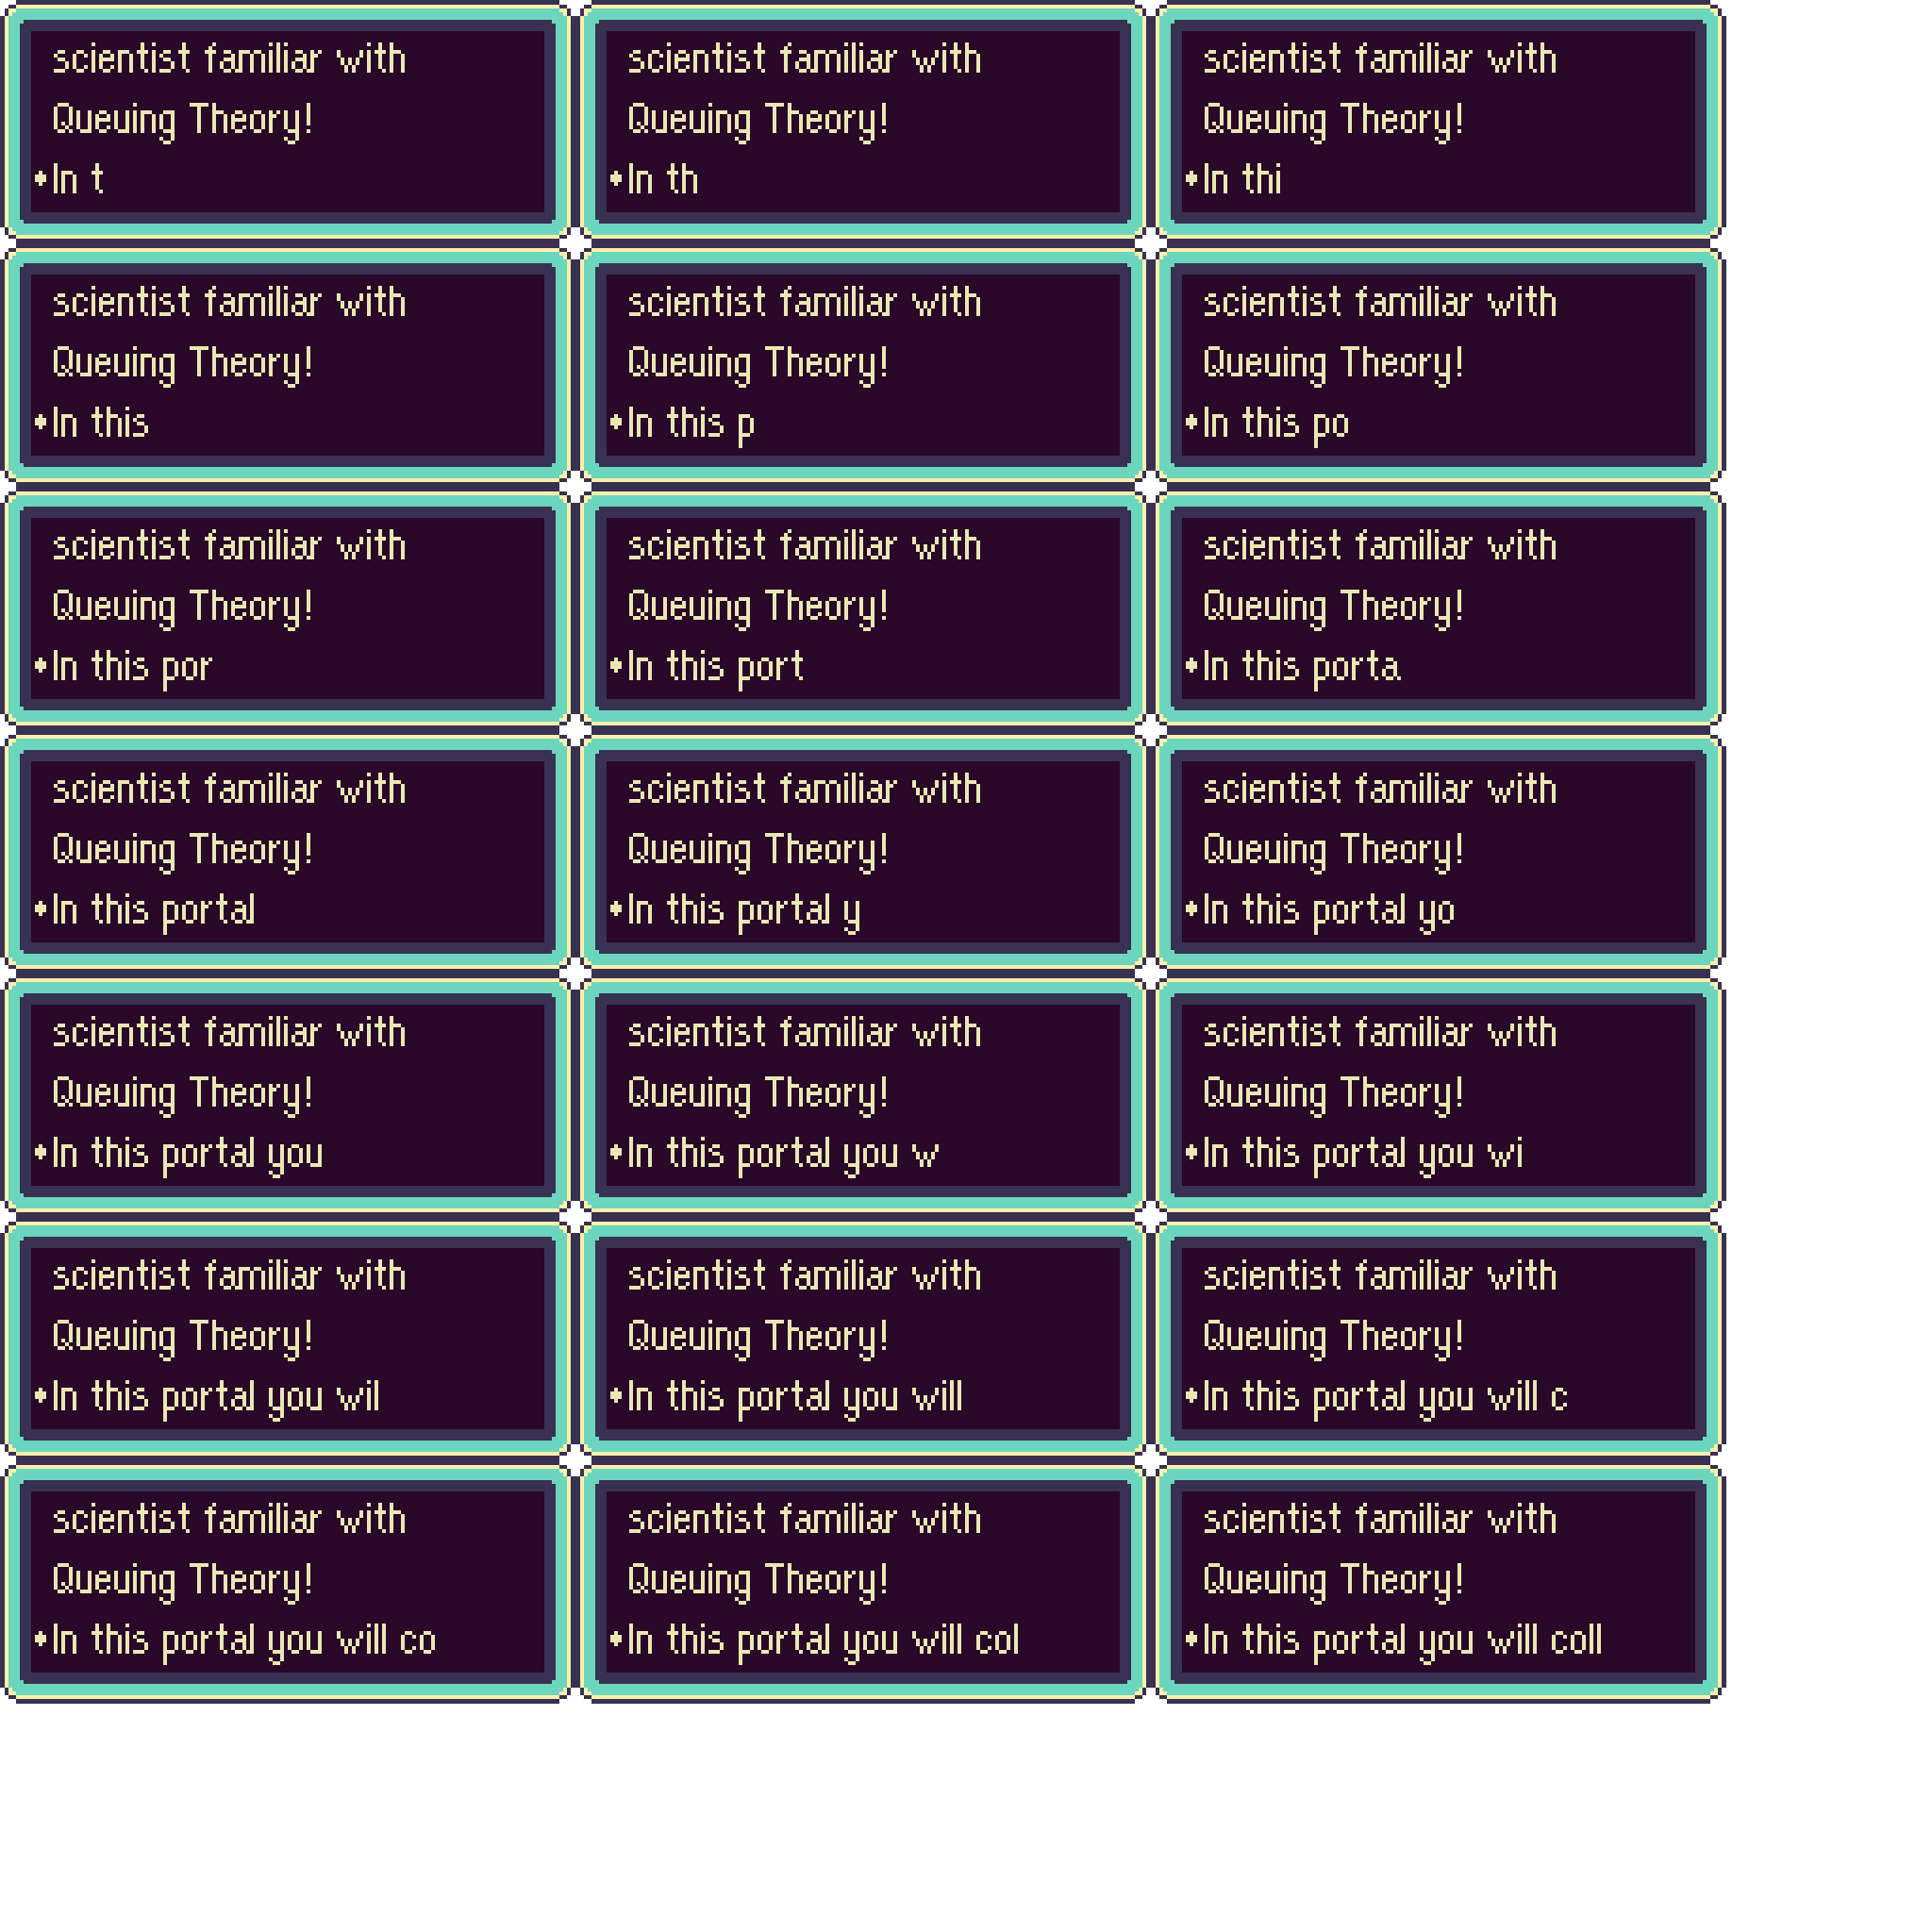 scientist familiar with
Queuing Theory!
In t
scientist familiar with
Queuing Theory!
In th
scientist familiar with
Queuing Theory!
In thi
scientist familiar with
Queuing Theory!
In this
scientist familiar with
Queuing Theory!
In this p
scientist familiar with
Queuing Theory!
In this po
scientist familiar with
Queuing Theory!
In this por
scientist familiar with
Queuing Theory!
In this port
scientist familiar with
Queuing Theory!
In this porta
scientist familiar with
Queuing Theory!
In this portal
scientist familiar with
Queuing Theory!
In this portal y
scientist familiar with
Queuing Theory!
In this portal yo
scientist familiar with
Queuing Theory!
In this portal you
scientist familiar with
Queuing Theory!
In this portal you w
scientist familiar with
Queuing Theory!
In this portal you wi
scientist familiar with
Queuing Theory!
In this portal you wil
scientist familiar with
Queuing Theory!
In this portal you will
scientist familiar with
Queuing Theory!
In this portal you will c
scientist familiar with
Queuing Theory!
In this portal you will co
scientist familiar with
Queuing Theory!
In this portal you will col
scientist familiar with
Queuing Theory!
In this portal you will coll